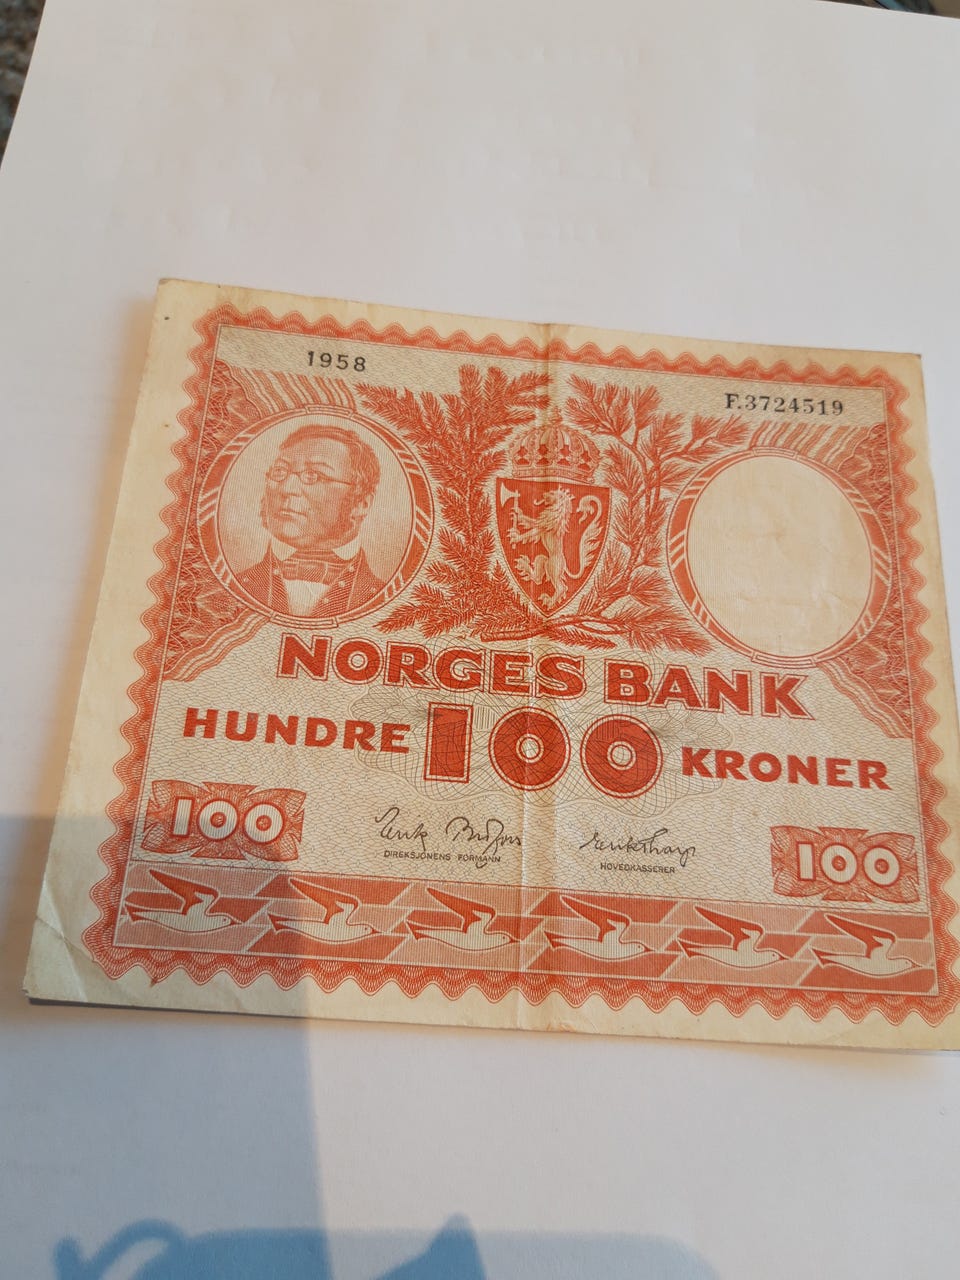 1958
F.3724519
NORGES BANK
HUNDRE 100 KRONER
100
100
DIREKSJONENS FORMANN
HOVEDKASSERER